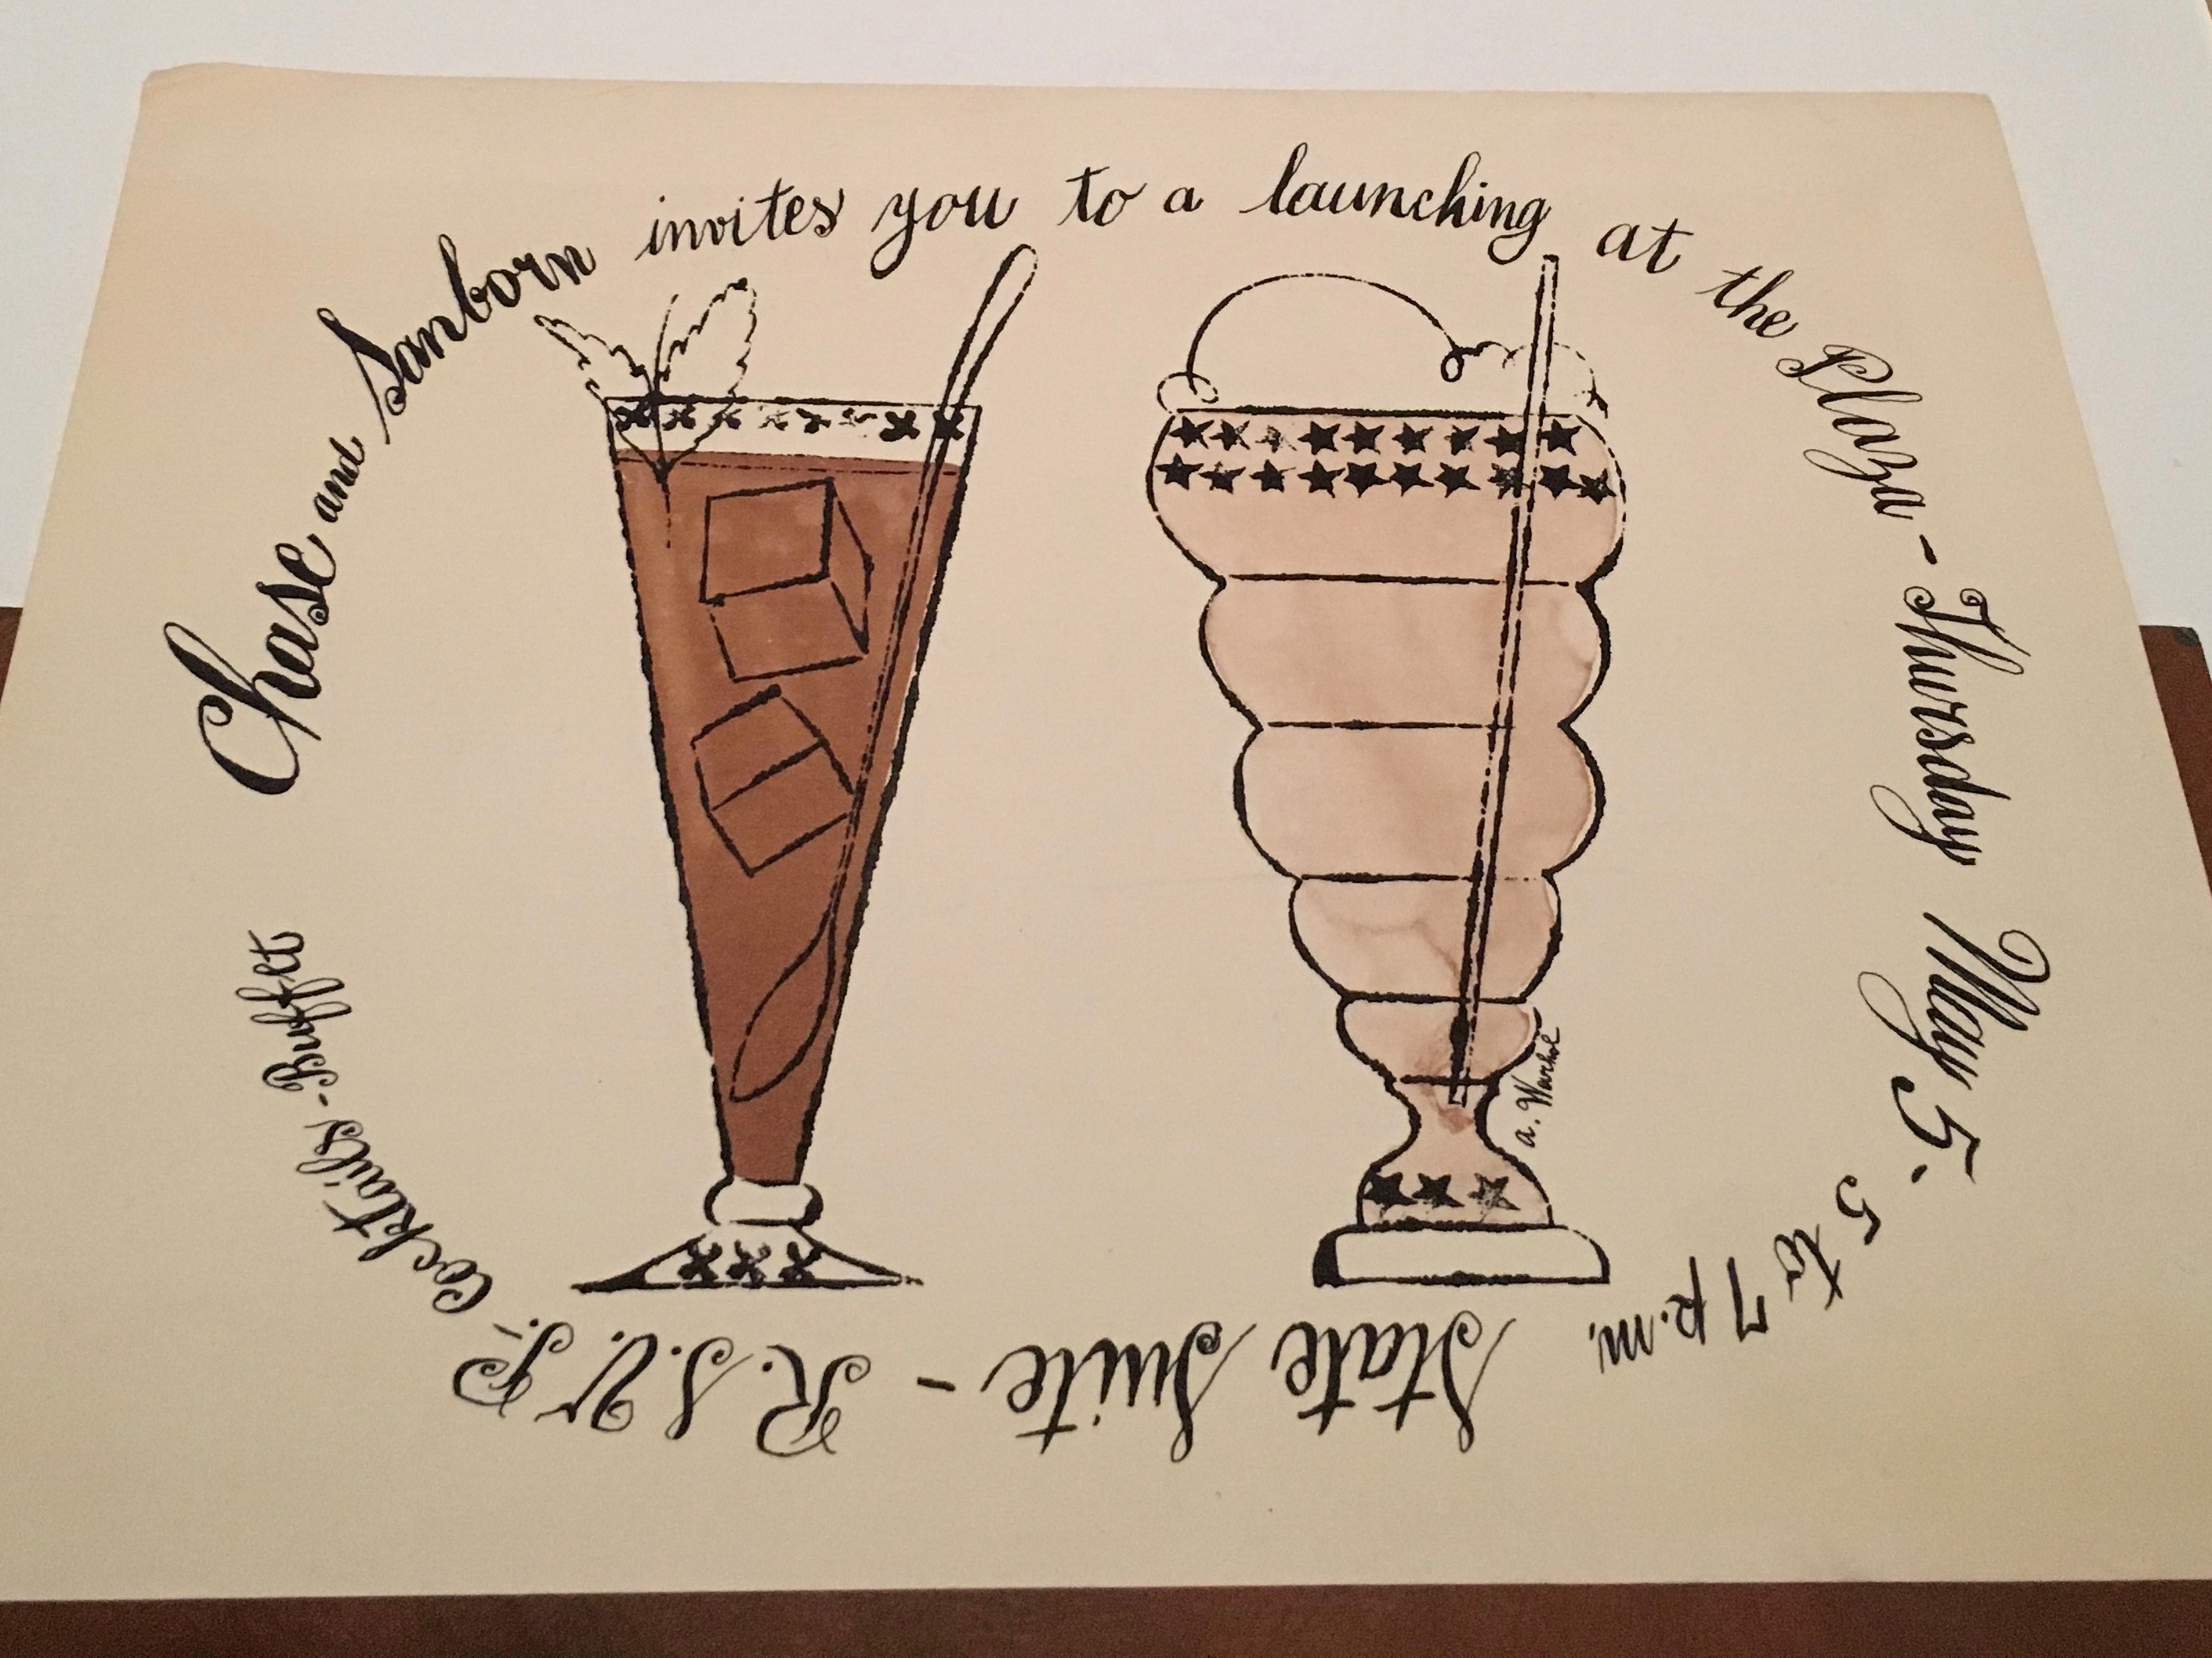 Chase and Sanborn invites you to a launching at the Plaza - Thursday May 5 - 5 to 7 p.m. State Suite - R.S.V.P. - Cocktails - Buffet
a. Warhol